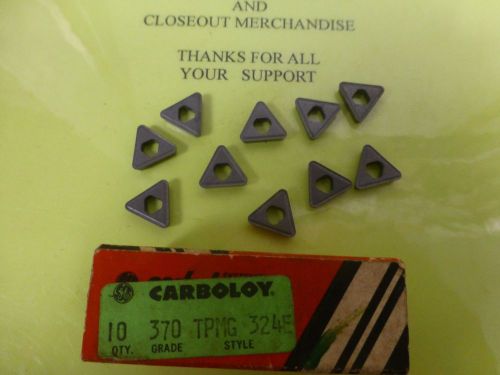 AND
CLOSEOUT MERCHANDISE
THANKS FOR ALL
YOUR SUPPORT
CARBOLOY
10 370 TPMG 324E
QTY. GRADE STYLE